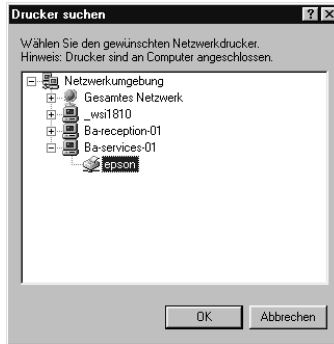 Drucker suchen
Wählen Sie den gewünschten Netzwerkdrucker.
Hinweis: Drucker sind an Computer angeschlossen.
Netzwerkumgebung
Gesamtes Netzwerk
_wsi1810
Ba-reception-01
Ba-services-01
epson
OK Abbrechen